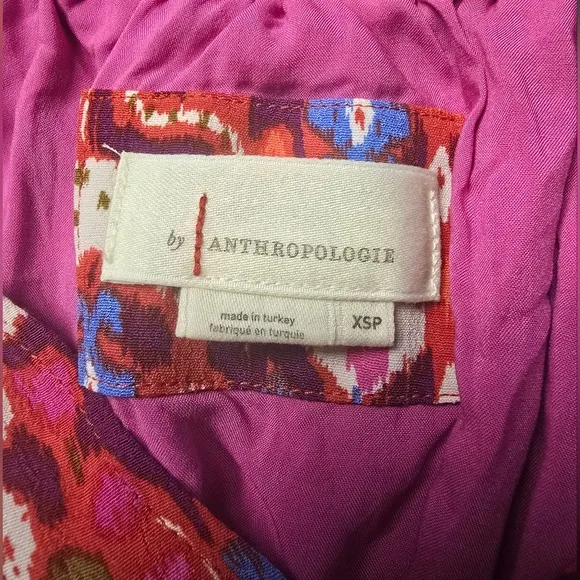 by ANTHROPOLOGIE
made in turkey
fabriqué en turquie
XSP